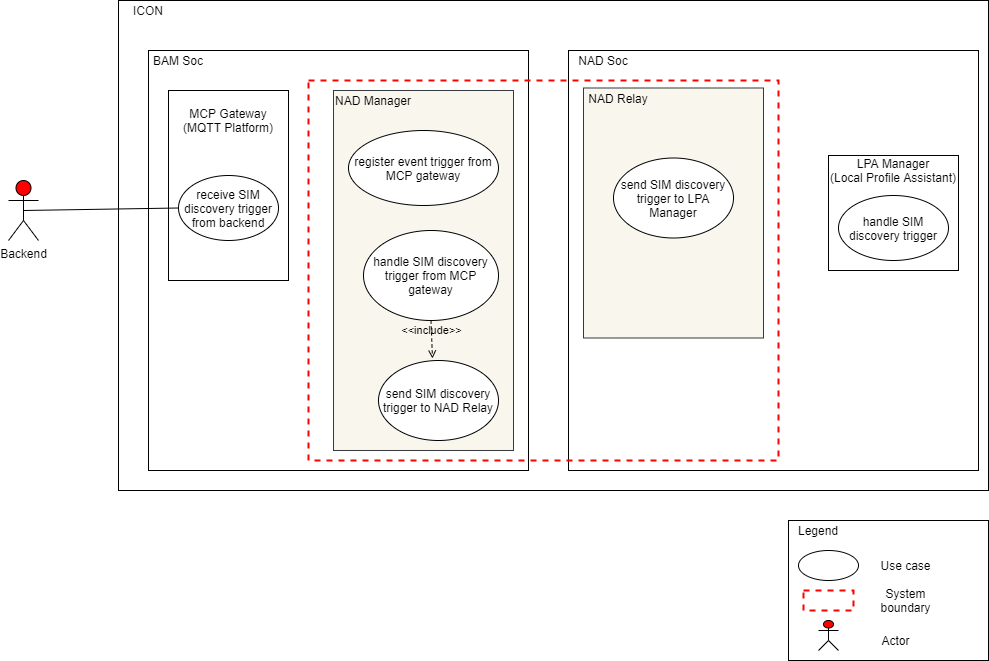 ICON
BAM Soc
NAD Soc
MCP Gateway
(MQTT Platform)
NAD Manager
NAD Relay
register event trigger from
MCP gateway
LPA Manager
(Local Profile Assistant)
receive SIM
discovery trigger
from backend
send SIM discovery
trigger to LPA
Manager
handle SIM
discovery trigger
Backend
handle SIM discovery
trigger from MCP
gateway
<<include>>
send SIM discovery
trigger to NAD Relay
Legend
Use case
System
boundary
Actor